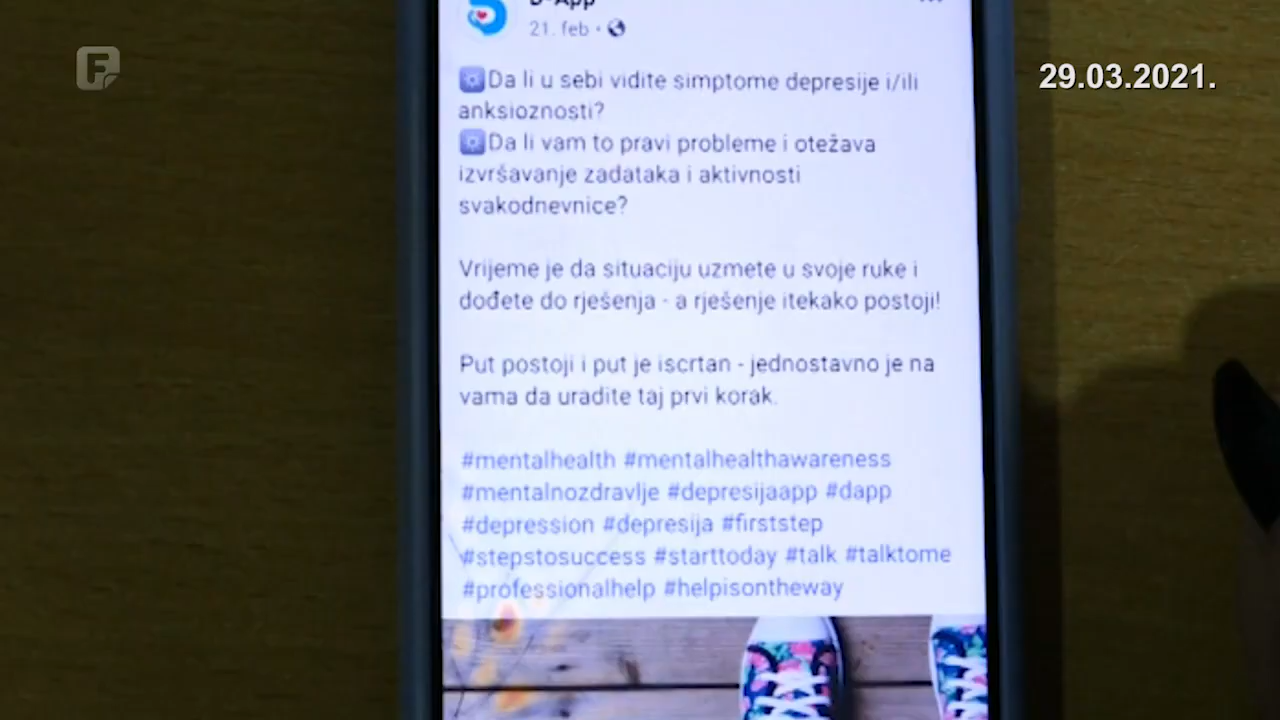 F
29.03.2021.
D-App
21. feb
Da li u sebi vidite simptome depresije i/ili
anksioznosti?
Da li vam to pravi probleme i otežava
izvršavanje zadataka i aktivnosti
svakodnevnice?
Vrijeme je da situaciju uzmete u svoje ruke i
dođete do rješenja - a rješenje itekako postoji!
Put postoji i put je iscrtan - jednostavno je na
vama da uradite taj prvi korak.
#mentalhealth #mentalhealthawareness
#mentalnozdravlje #depresijaapp #dapp
#depression #depresija #firststep
#stepstosuccess #starttoday #talk #talktome
#professionalhelp #helpisontheway